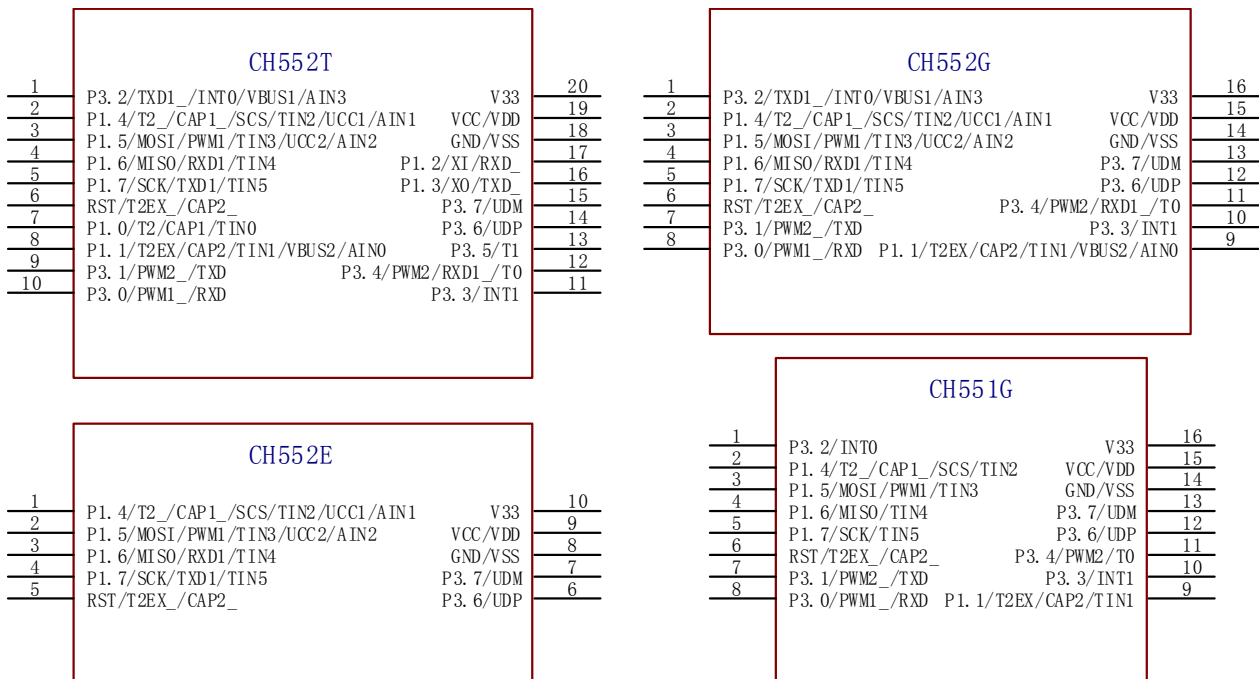 CH552T
1 P3.2/TXD1_/INT0/VBUS1/AIN3 V33 20
2 P1.4/T2_/CAP1_/SCS/TIN2/UCC1/AIN1 VCC/VDD 19
3 P1.5/MOSI/PWM1/TIN3/UCC2/AIN2 GND/VSS 18
4 P1.6/MISO/RXD1/TIN4 P1.2/XI/RXD_ 17
5 P1.7/SCK/TXD1/TIN5 P1.3/XO/TXD_ 16
6 RST/T2EX_/CAP2_ P3.7/UDM 15
7 P1.0/T2/CAP1/TIN0 P3.6/UDP 14
8 P1.1/T2EX/CAP2/TIN1/VBUS2/AIN0 P3.5/T1 13
9 P3.1/PWM2_/TXD P3.4/PWM2/RXD1_/T0 12
10 P3.0/PWM1_/RXD P3.3/INT1 11
CH552G
1 P3.2/TXD1_/INT0/VBUS1/AIN3 V33 16
2 P1.4/T2_/CAP1_/SCS/TIN2/UCC1/AIN1 VCC/VDD 15
3 P1.5/MOSI/PWM1/TIN3/UCC2/AIN2 GND/VSS 14
4 P1.6/MISO/RXD1/TIN4 P3.7/UDM 13
5 P1.7/SCK/TXD1/TIN5 P3.6/UDP 12
6 RST/T2EX_/CAP2_ P3.4/PWM2/RXD1_/T0 11
7 P3.1/PWM2_/TXD P3.3/INT1 10
8 P3.0/PWM1_/RXD P1.1/T2EX/CAP2/TIN1/VBUS2/AIN0 9
CH552E
1 P1.4/T2_/CAP1_/SCS/TIN2/UCC1/AIN1 V33 10
2 P1.5/MOSI/PWM1/TIN3/UCC2/AIN2 VCC/VDD 9
3 P1.6/MISO/RXD1/TIN4 GND/VSS 8
4 P1.7/SCK/TXD1/TIN5 P3.7/UDM 7
5 RST/T2EX_/CAP2_ P3.6/UDP 6
CH551G
1 P3.2/INT0 V33 16
2 P1.4/T2_/CAP1_/SCS/TIN2 VCC/VDD 15
3 P1.5/MOSI/PWM1/TIN3 GND/VSS 14
4 P1.6/MISO/TIN4 P3.7/UDM 13
5 P1.7/SCK/TIN5 P3.6/UDP 12
6 RST/T2EX_/CAP2_ P3.4/PWM2/T0 11
7 P3.1/PWM2_/TXD P3.3/INT1 10
8 P3.0/PWM1_/RXD P1.1/T2EX/CAP2/TIN1 9